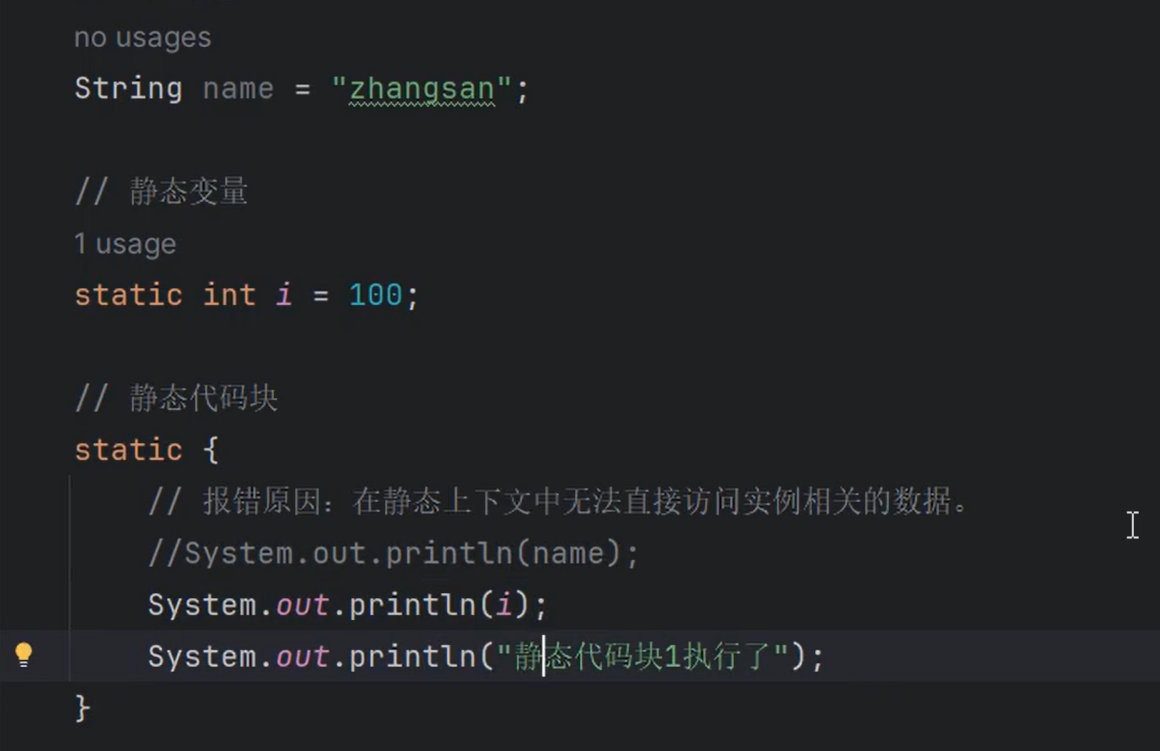 no usages
String name = "zhangsan";
// 静态变量
1 usage
static int i = 100;
// 静态代码块
static {
// 报错原因：在静态上下文中无法直接访问实例相关的数据。
//System.out.println(name);
System.out.println(i);
System.out.println("静态代码块1执行了");
}